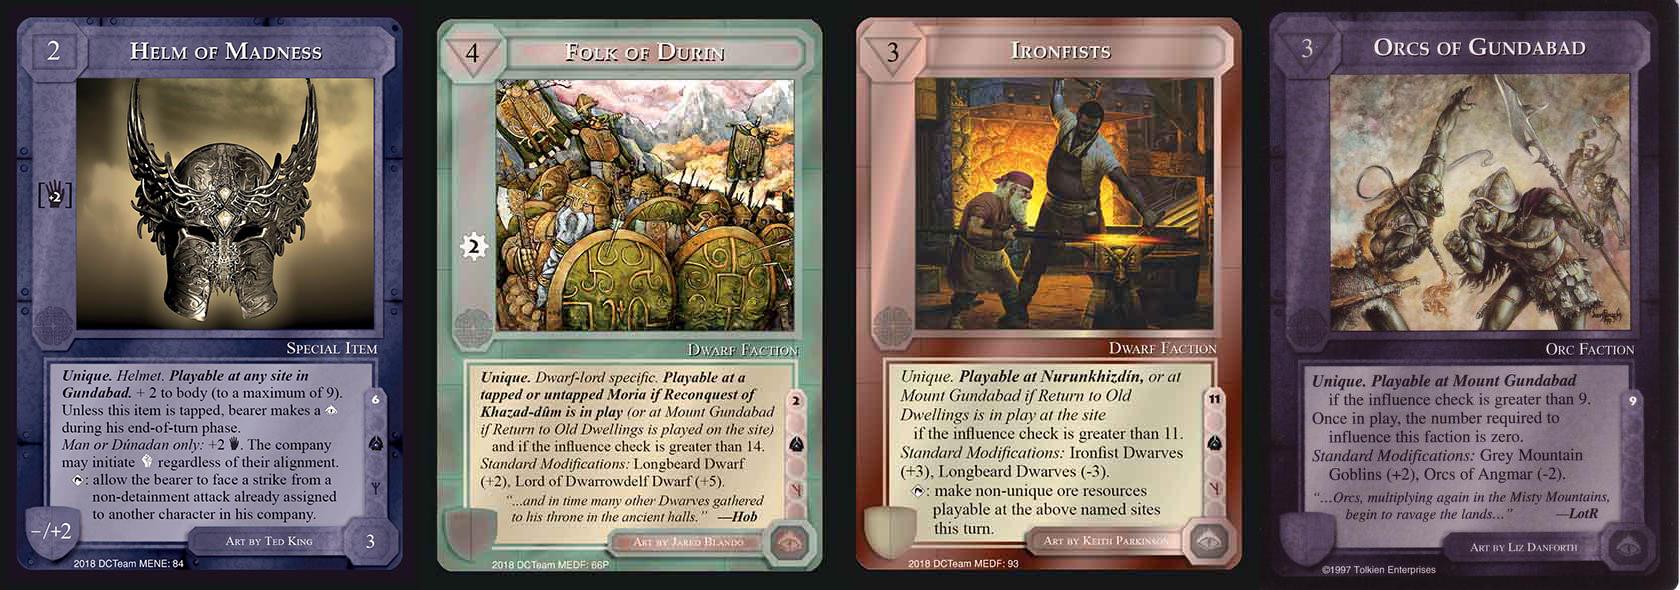 2
HELM OF MADNESS
[+2]
SPECIAL ITEM
Unique. Helmet. Playable at any site in
Gundabad. + 2 to body (to a maximum of 9).
Unless this item is tapped, bearer makes a
during his end-of-turn phase.
Man or Dúnadan only: +2 . The company
may initiate regardless of their alignment.
: allow the bearer to face a strike from a
non-detainment attack already assigned
to another character in his company.
6
–/+2
ART BY TED KING
3
2018 DCTeam MENE: 84
4
FOLK OF DURIN
2
DWARF FACTION
Unique. Dwarf-lord specific. Playable at a
tapped or untapped Moria if Reconquest of
Khazad-dûm is in play (or at Mount Gundabad
if Return to Old Dwellings is played on the site)
and if the influence check is greater than 14.
Standard Modifications: Longbeard Dwarf
(+2), Lord of Dwarrowdelf Dwarf (+5).
“...and in time many other Dwarves gathered
to his throne in the ancient halls.” —Hob
2
ART BY JARED BLANDO
2018 DCTeam MEDF: 66P
3
IRONFISTS
DWARF FACTION
Unique. Playable at Nurunkhizdín, or at
Mount Gundabad if Return to Old
Dwellings is in play at the site
if the influence check is greater than 11.
Standard Modifications: Ironfist Dwarves
(+3), Longbeard Dwarves (-3).
: make non-unique ore resources
playable at the above named sites
this turn.
11
ART BY KEITH PARKINSON
2018 DCTeam MEDF: 93
3
ORCS OF GUNDABAD
ORC FACTION
Unique. Playable at Mount Gundabad
if the influence check is greater than 9.
Once in play, the number required to
influence this faction is zero.
Standard Modifications: Grey Mountain
Goblins (+2), Orcs of Angmar (-2).
“...Orcs, multiplying again in the Misty Mountains,
begin to ravage the lands...” —LotR
9
ART BY LIZ DANFORTH
©1997 Tolkien Enterprises